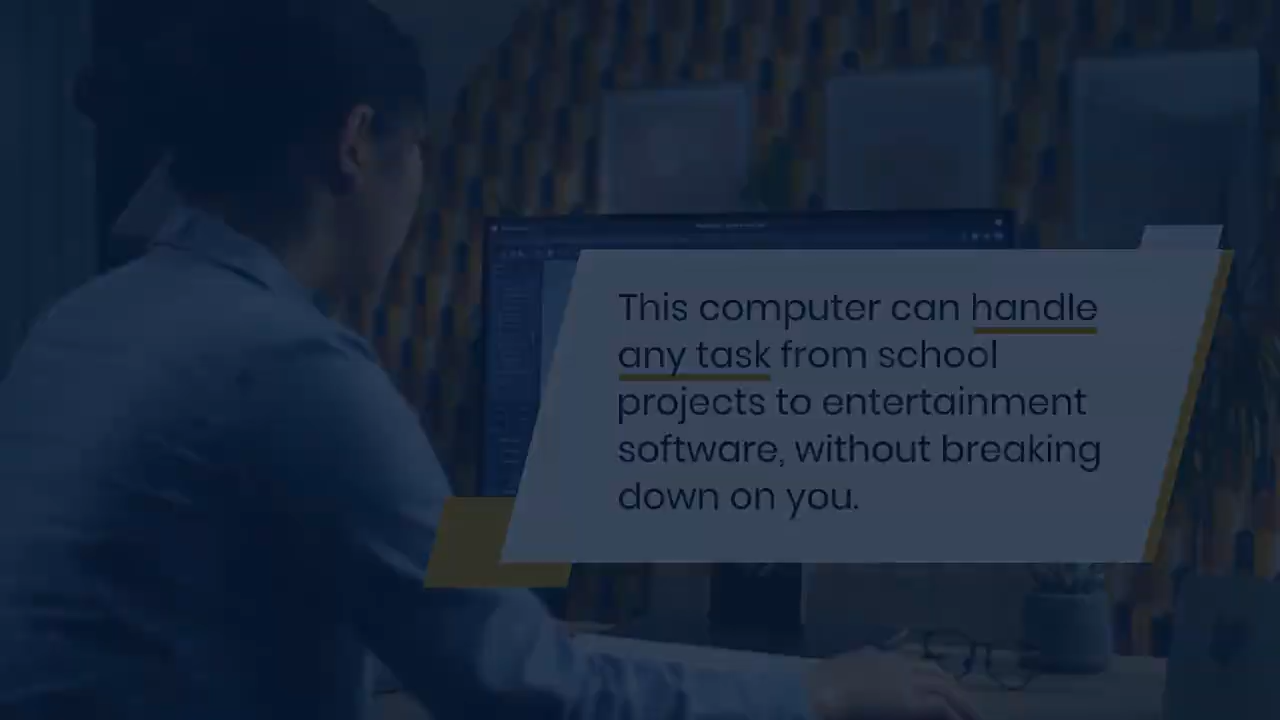 This computer can handle
any task from school
projects to entertainment
software, without breaking
down on you.